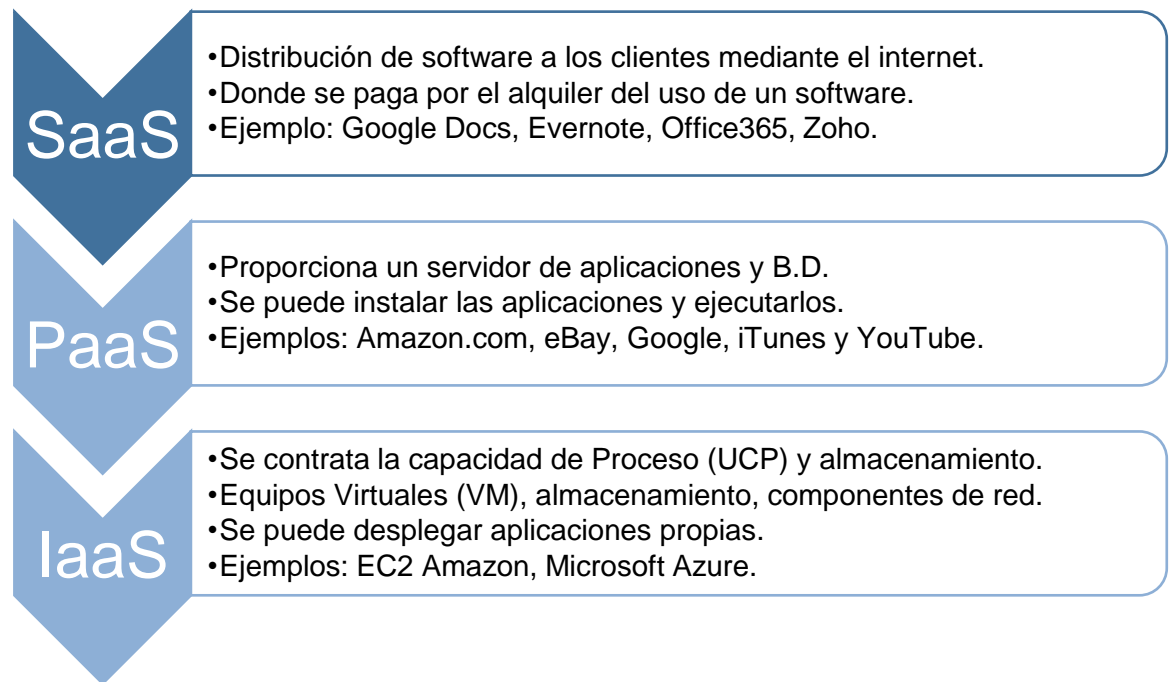 SaaS
•Distribución de software a los clientes mediante el internet.
•Donde se paga por el alquiler del uso de un software.
•Ejemplo: Google Docs, Evernote, Office365, Zoho.
PaaS
•Proporciona un servidor de aplicaciones y B.D.
•Se puede instalar las aplicaciones y ejecutarlos.
•Ejemplos: Amazon.com, eBay, Google, iTunes y YouTube.
IaaS
•Se contrata la capacidad de Proceso (UCP) y almacenamiento.
•Equipos Virtuales (VM), almacenamiento, componentes de red.
•Se puede desplegar aplicaciones propias.
•Ejemplos: EC2 Amazon, Microsoft Azure.